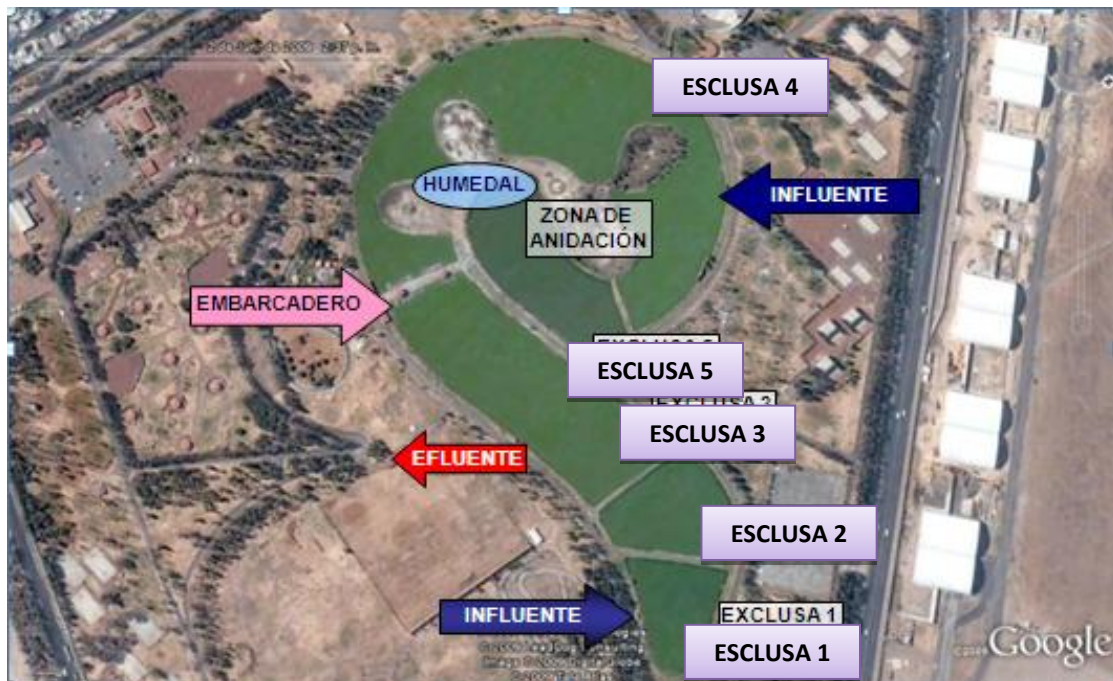 ESCLUSA 4
HUMEDAL
INFLUENTE
ZONA DE
ANIDACIÓN
EMBARCADERO
ESCLUSA 5
EXCLUSA 3
ESCLUSA 3
EFLUENTE
ESCLUSA 2
INFLUENTE
EXCLUSA 1
ESCLUSA 1
Google